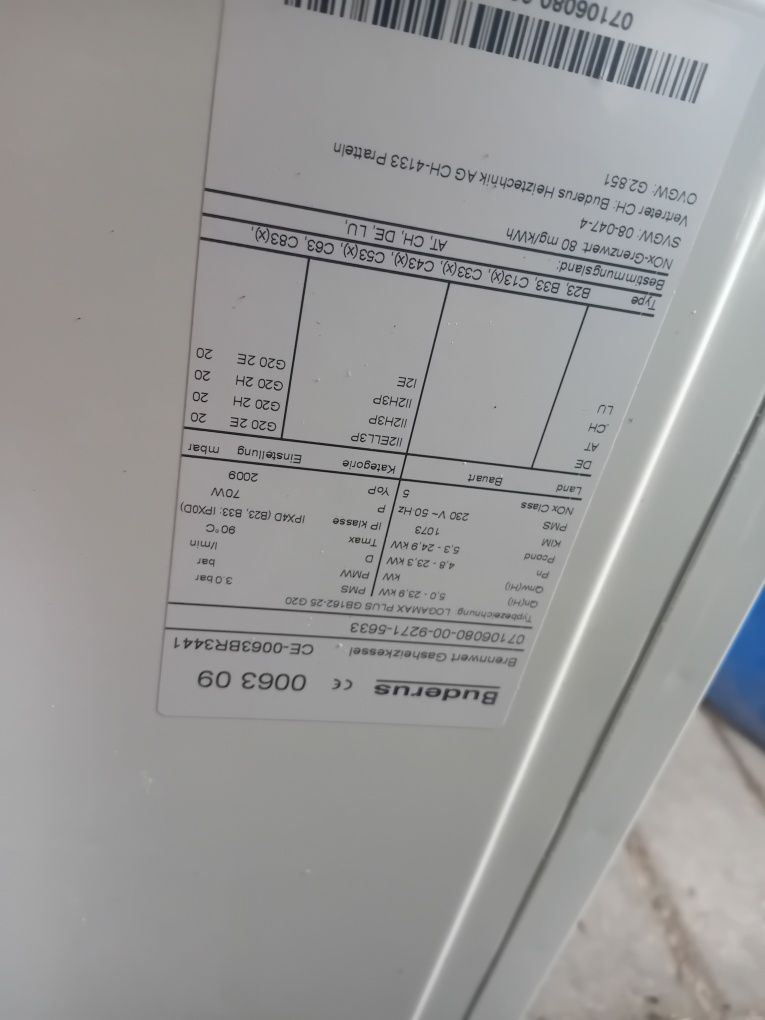 Buderus CE 0063 09
Brennwert Gasheizkessel CE-0063BR3441
07106080-00-9271-5633
Typbezeichnung LOGAMAX PLUS GB162-25 G20
Qn(Hi) 5,0 - 23,9 kW PMS 3.0 bar
Qnw(Hi) kW PMW bar
Pn 4,8 - 23,3 kW D l/min
Pcond 5,3 - 24,9 kW Tmax 90°C
KIM 1073 IP klasse IPX4D (B23, B33: IPX0D)
PMS 230 V~ 50 Hz P 70W
NOx Class 5 YoP 2009
Land Bauart Kategorie Einstellung mbar
DE II2ELL3P G20 2E 20
AT II2H3P G20 2H 20
.CH II2H3P G20 2H 20
LU I2E G20 2E 20
Type B23, B33, C13(x), C33(x), C43(x), C53(x), C63, C83(x),
Bestimmungsland: AT, CH, DE, LU,
NOx-Grenzwert 80 mg/kWh
SVGW: 08-047-4
Vertreter CH: Buderus Heiztechnik AG CH-4133 Pratteln
ÖVGW: G2.851
07106080